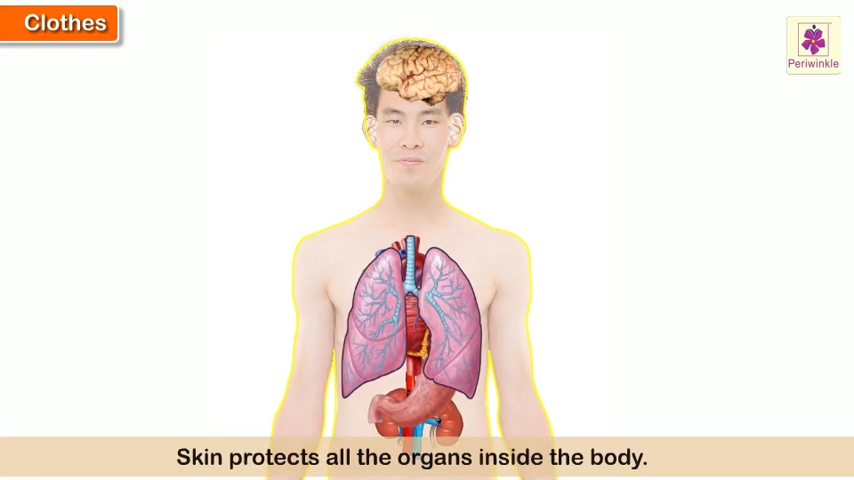 Clothes
Periwinkle
Skin protects all the organs inside the body.